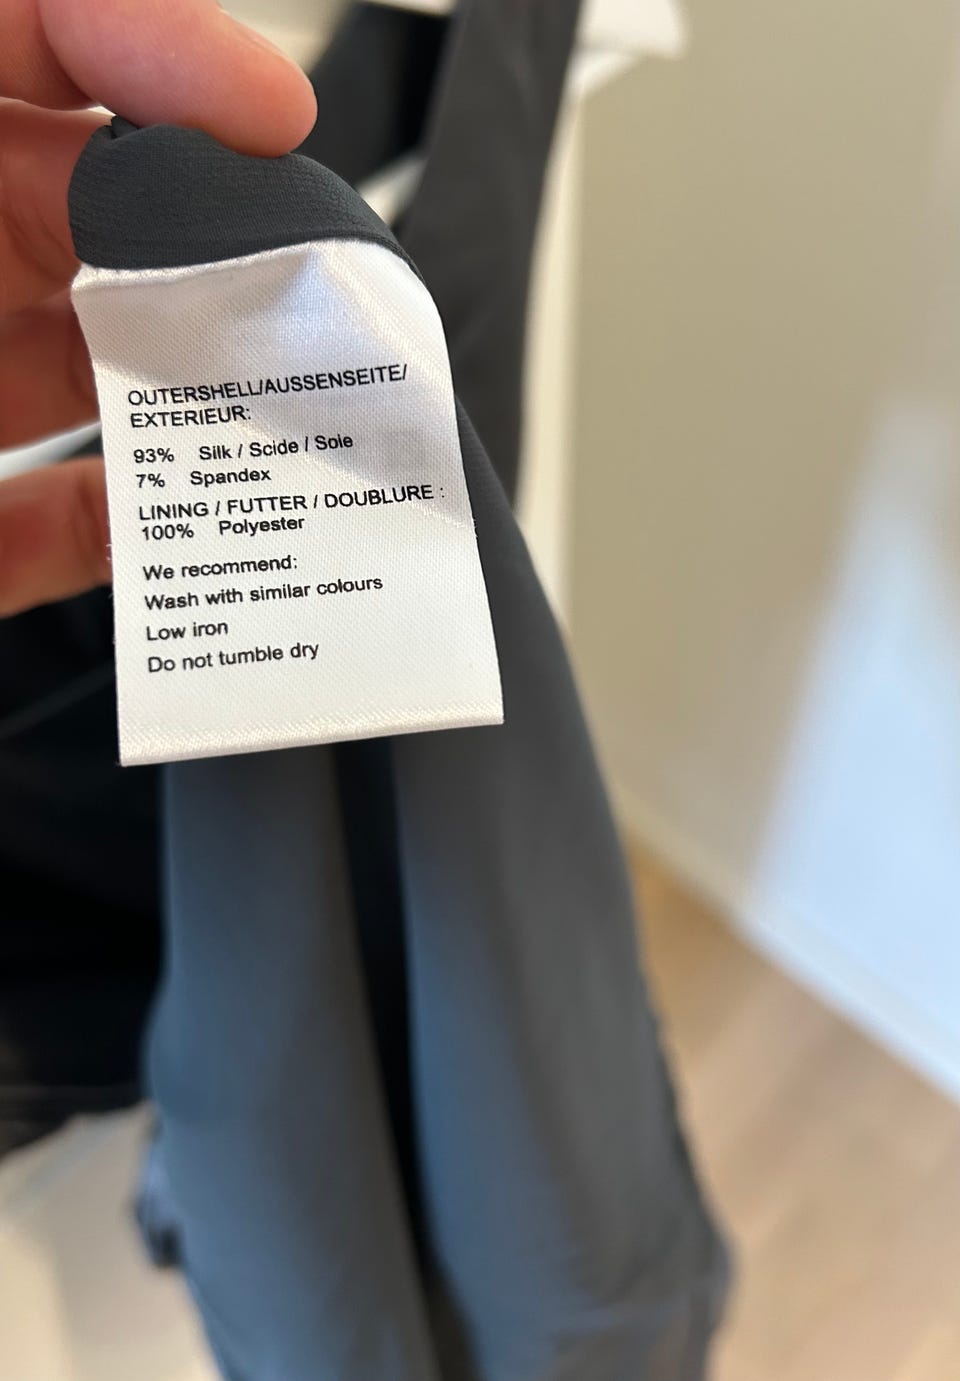 OUTERSHELL/AUSSENSEITE/
EXTERIEUR:
93% Silk / Scide / Soie
7% Spandex
LINING / FUTTER / DOUBLURE :
100% Polyester
We recommend:
Wash with similar colours
Low iron
Do not tumble dry